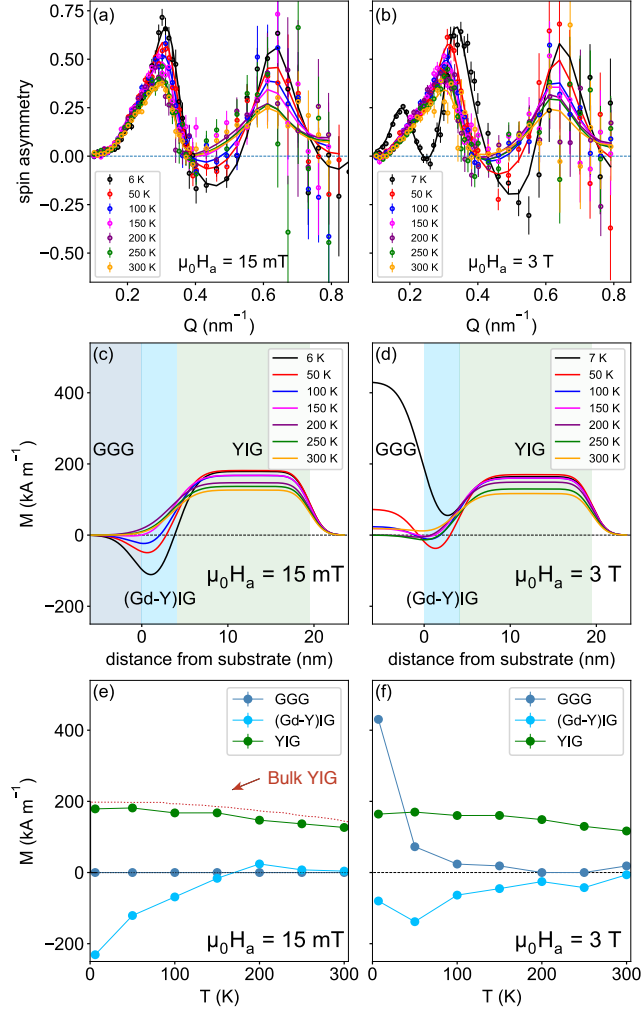 (a)
(b)
0.75
0.50
0.25
0.00
−0.25
−0.50
spin asymmetry
6 K
50 K
100 K
150 K
200 K
250 K
300 K
μ₀Hₐ = 15 mT
7 K
50 K
100 K
150 K
200 K
250 K
300 K
μ₀Hₐ = 3 T
0.2 0.4 0.6 0.8
0.2 0.4 0.6 0.8
Q (nm⁻¹)
Q (nm⁻¹)
(c)
(d)
400
200
0
−200
M (kA m⁻¹)
GGG
YIG
6 K
50 K
100 K
150 K
200 K
250 K
300 K
(Gd-Y)IG
μ₀Hₐ = 15 mT
GGG
YIG
7 K
50 K
100 K
150 K
200 K
250 K
300 K
(Gd-Y)IG
μ₀Hₐ = 3 T
0 10 20
0 10 20
distance from substrate (nm)
distance from substrate (nm)
(e)
(f)
400
200
0
−200
M (kA m⁻¹)
GGG
(Gd-Y)IG
YIG
Bulk YIG
μ₀Hₐ = 15 mT
GGG
(Gd-Y)IG
YIG
μ₀Hₐ = 3 T
0 100 200 300
0 100 200 300
T (K)
T (K)